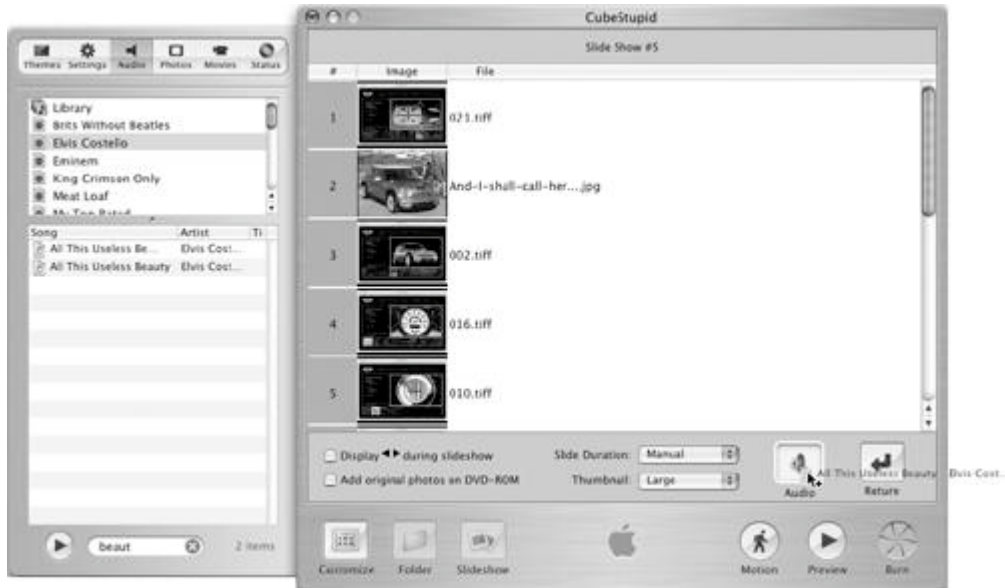 CubeStupid
Slide Show #5
Themes Settings Audio Photos Movies Status
Library
Brits Without Beatles
Elvis Costello
Eminem
King Crimson Only
Meat Loaf
My Top Rated
Song Artist Ti
All This Useless Be... Elvis Cost...
All This Useless Beauty Elvis Cost...
beaut
2 items
# Image File
1 021.tiff
2 And-I-shall-call-her....jpg
3 002.tiff
4 016.tiff
5 010.tiff
Display during slideshow
Add original photos on DVD-ROM
Slide Duration: Manual
Thumbnail: Large
All This Useless Beauty Elvis Cost...
Audio
Return
Customize Folder Slideshow
Motion Preview Burn